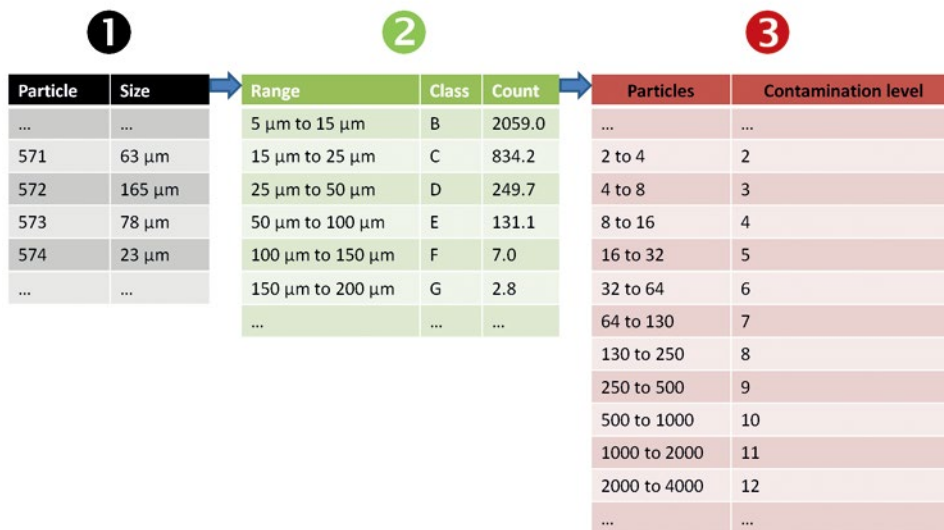 1
2
3
Particle Size
... ...
571 63 µm
572 165 µm
573 78 µm
574 23 µm
... ...
Range Class Count
5 µm to 15 µm B 2059.0
15 µm to 25 µm C 834.2
25 µm to 50 µm D 249.7
50 µm to 100 µm E 131.1
100 µm to 150 µm F 7.0
150 µm to 200 µm G 2.8
... ... ...
Particles Contamination level
... ...
2 to 4 2
4 to 8 3
8 to 16 4
16 to 32 5
32 to 64 6
64 to 130 7
130 to 250 8
250 to 500 9
500 to 1000 10
1000 to 2000 11
2000 to 4000 12
... ...